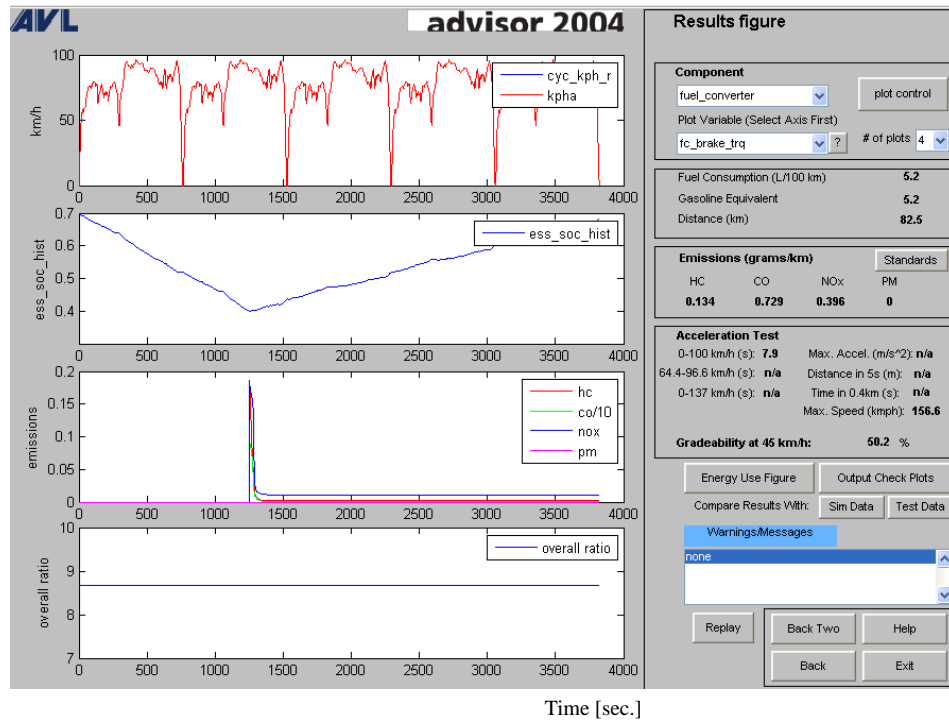 AVL
advisor 2004
Results figure
100
50
0
km/h
cyc_kph_r
kpha
0 500 1000 1500 2000 2500 3000 3500 4000
0.7
0.6
0.5
0.4
ess_soc_hist
ess_soc_hist
0 500 1000 1500 2000 2500 3000 3500 4000
0.2
0.15
0.1
0.05
0
emissions
hc
co/10
nox
pm
0 500 1000 1500 2000 2500 3000 3500 4000
10
9
8
7
overall ratio
overall ratio
0 500 1000 1500 2000 2500 3000 3500 4000
Time [sec.]
Component
fuel_converter
plot control
Plot Variable (Select Axis First)
fc_brake_trq ? # of plots 4
Fuel Consumption (L/100 km) 5.2
Gasoline Equivalent 5.2
Distance (km) 82.5
Emissions (grams/km) Standards
HC CO NOx PM
0.134 0.729 0.396 0
Acceleration Test
0-100 km/h (s): 7.9 Max. Accel. (m/s^2): n/a
64.4-96.6 km/h (s): n/a Distance in 5s (m): n/a
0-137 km/h (s): n/a Time in 0.4km (s): n/a
Max. Speed (kmph): 156.6
Gradeability at 45 km/h: 50.2 %
Energy Use Figure Output Check Plots
Compare Results With: Sim Data Test Data
Warnings/Messages
none
Replay Back Two Help
Back Exit